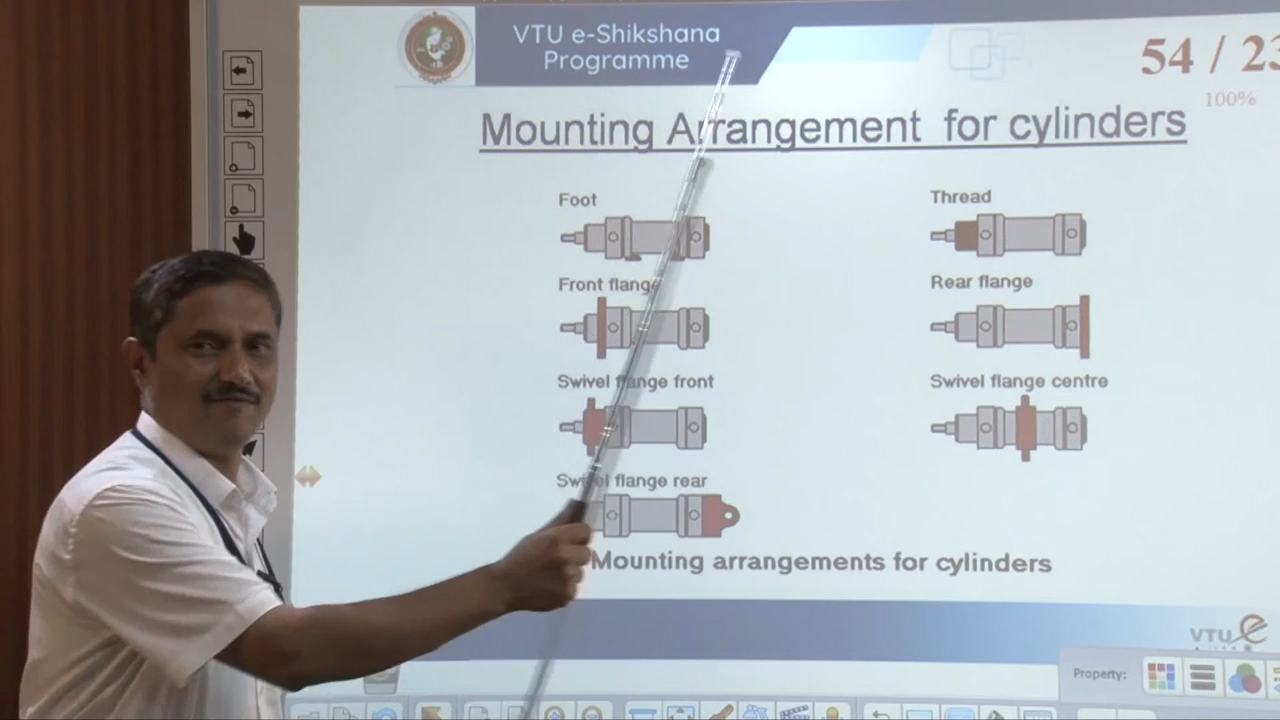 VTU e-Shikshana
Programme
54 / 23
100%
Mounting Arrangement for cylinders
Foot
Thread
Front flange
Rear flange
Swivel flange front
Swivel flange centre
Swivel flange rear
Mounting arrangements for cylinders
VTU e
Property: